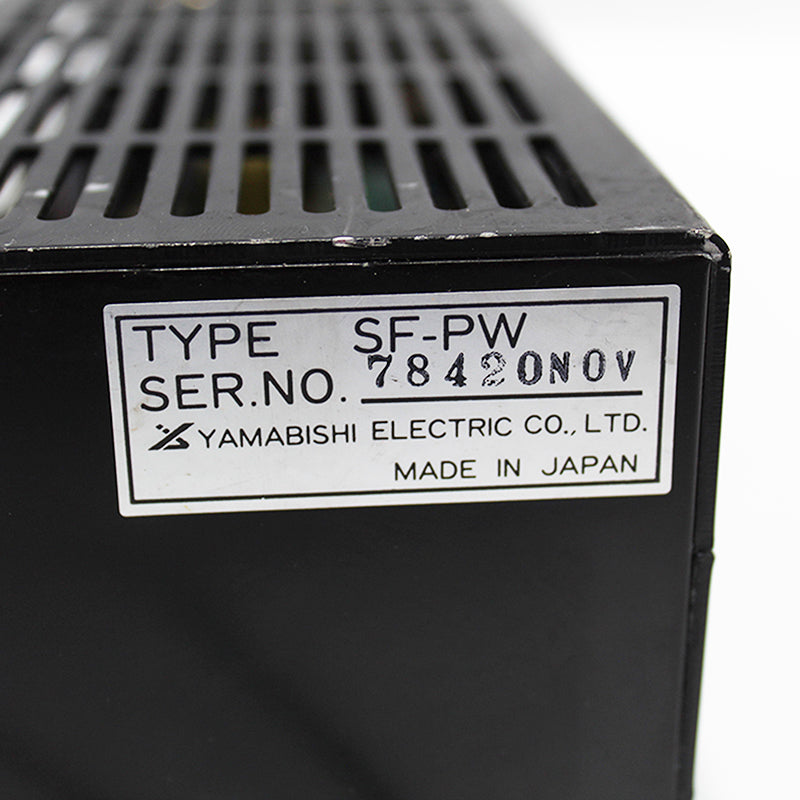 TYPE SF-PW
SER.NO. 78420NOV
YAMABISHI ELECTRIC CO., LTD.
MADE IN JAPAN